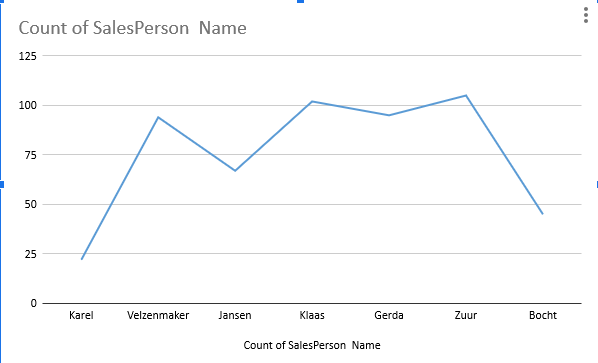 Count of SalesPerson  Name
125
100
75
50
25
0
Karel Velzenmaker Jansen Klaas Gerda Zuur Bocht
Count of SalesPerson  Name